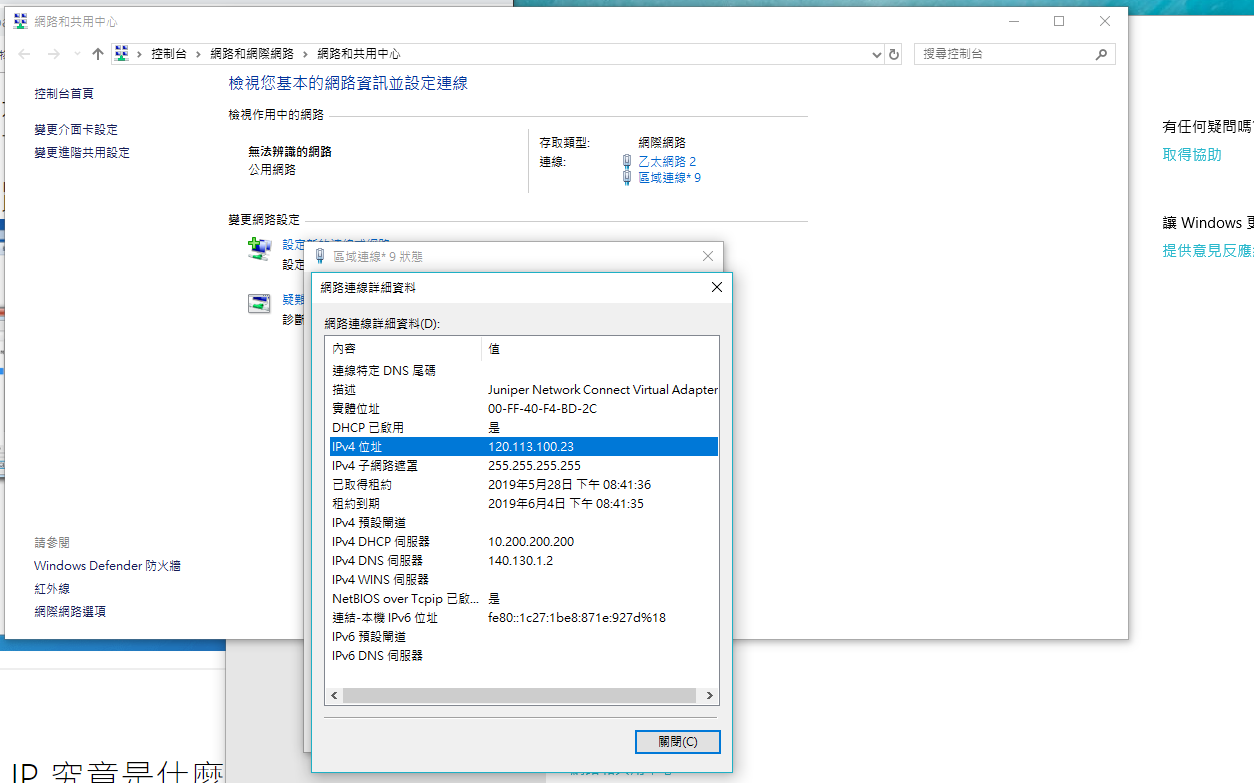 網路和共用中心
控制台 › 網路和網際網路 › 網路和共用中心
搜尋控制台
控制台首頁
變更介面卡設定
變更進階共用設定
檢視您基本的網路資訊並設定連線
檢視作用中的網路
無法辨識的網路
公用網路
存取類型: 網際網路
連線: 乙太網路 2
區域連線* 9
變更網路設定
設定
疑難
診斷
請參閱
Windows Defender 防火牆
紅外線
網際網路選項
區域連線* 9 狀態
網路連線詳細資料
網路連線詳細資料(D):
內容 值
連線特定 DNS 尾碼
描述 Juniper Network Connect Virtual Adapter
實體位址 00-FF-40-F4-BD-2C
DHCP 已啟用 是
IPv4 位址 120.113.100.23
IPv4 子網路遮罩 255.255.255.255
已取得租約 2019年5月28日 下午 08:41:36
租約到期 2019年6月4日 下午 08:41:35
IPv4 預設閘道
IPv4 DHCP 伺服器 10.200.200.200
IPv4 DNS 伺服器 140.130.1.2
IPv4 WINS 伺服器
NetBIOS over Tcpip 已啟... 是
連結-本機 IPv6 位址 fe80::1c27:1be8:871e:927d%18
IPv6 預設閘道
IPv6 DNS 伺服器
關閉(C)
有任何疑問嗎
取得協助
讓 Windows 更
提供意見反應
IP 究竟是什麼